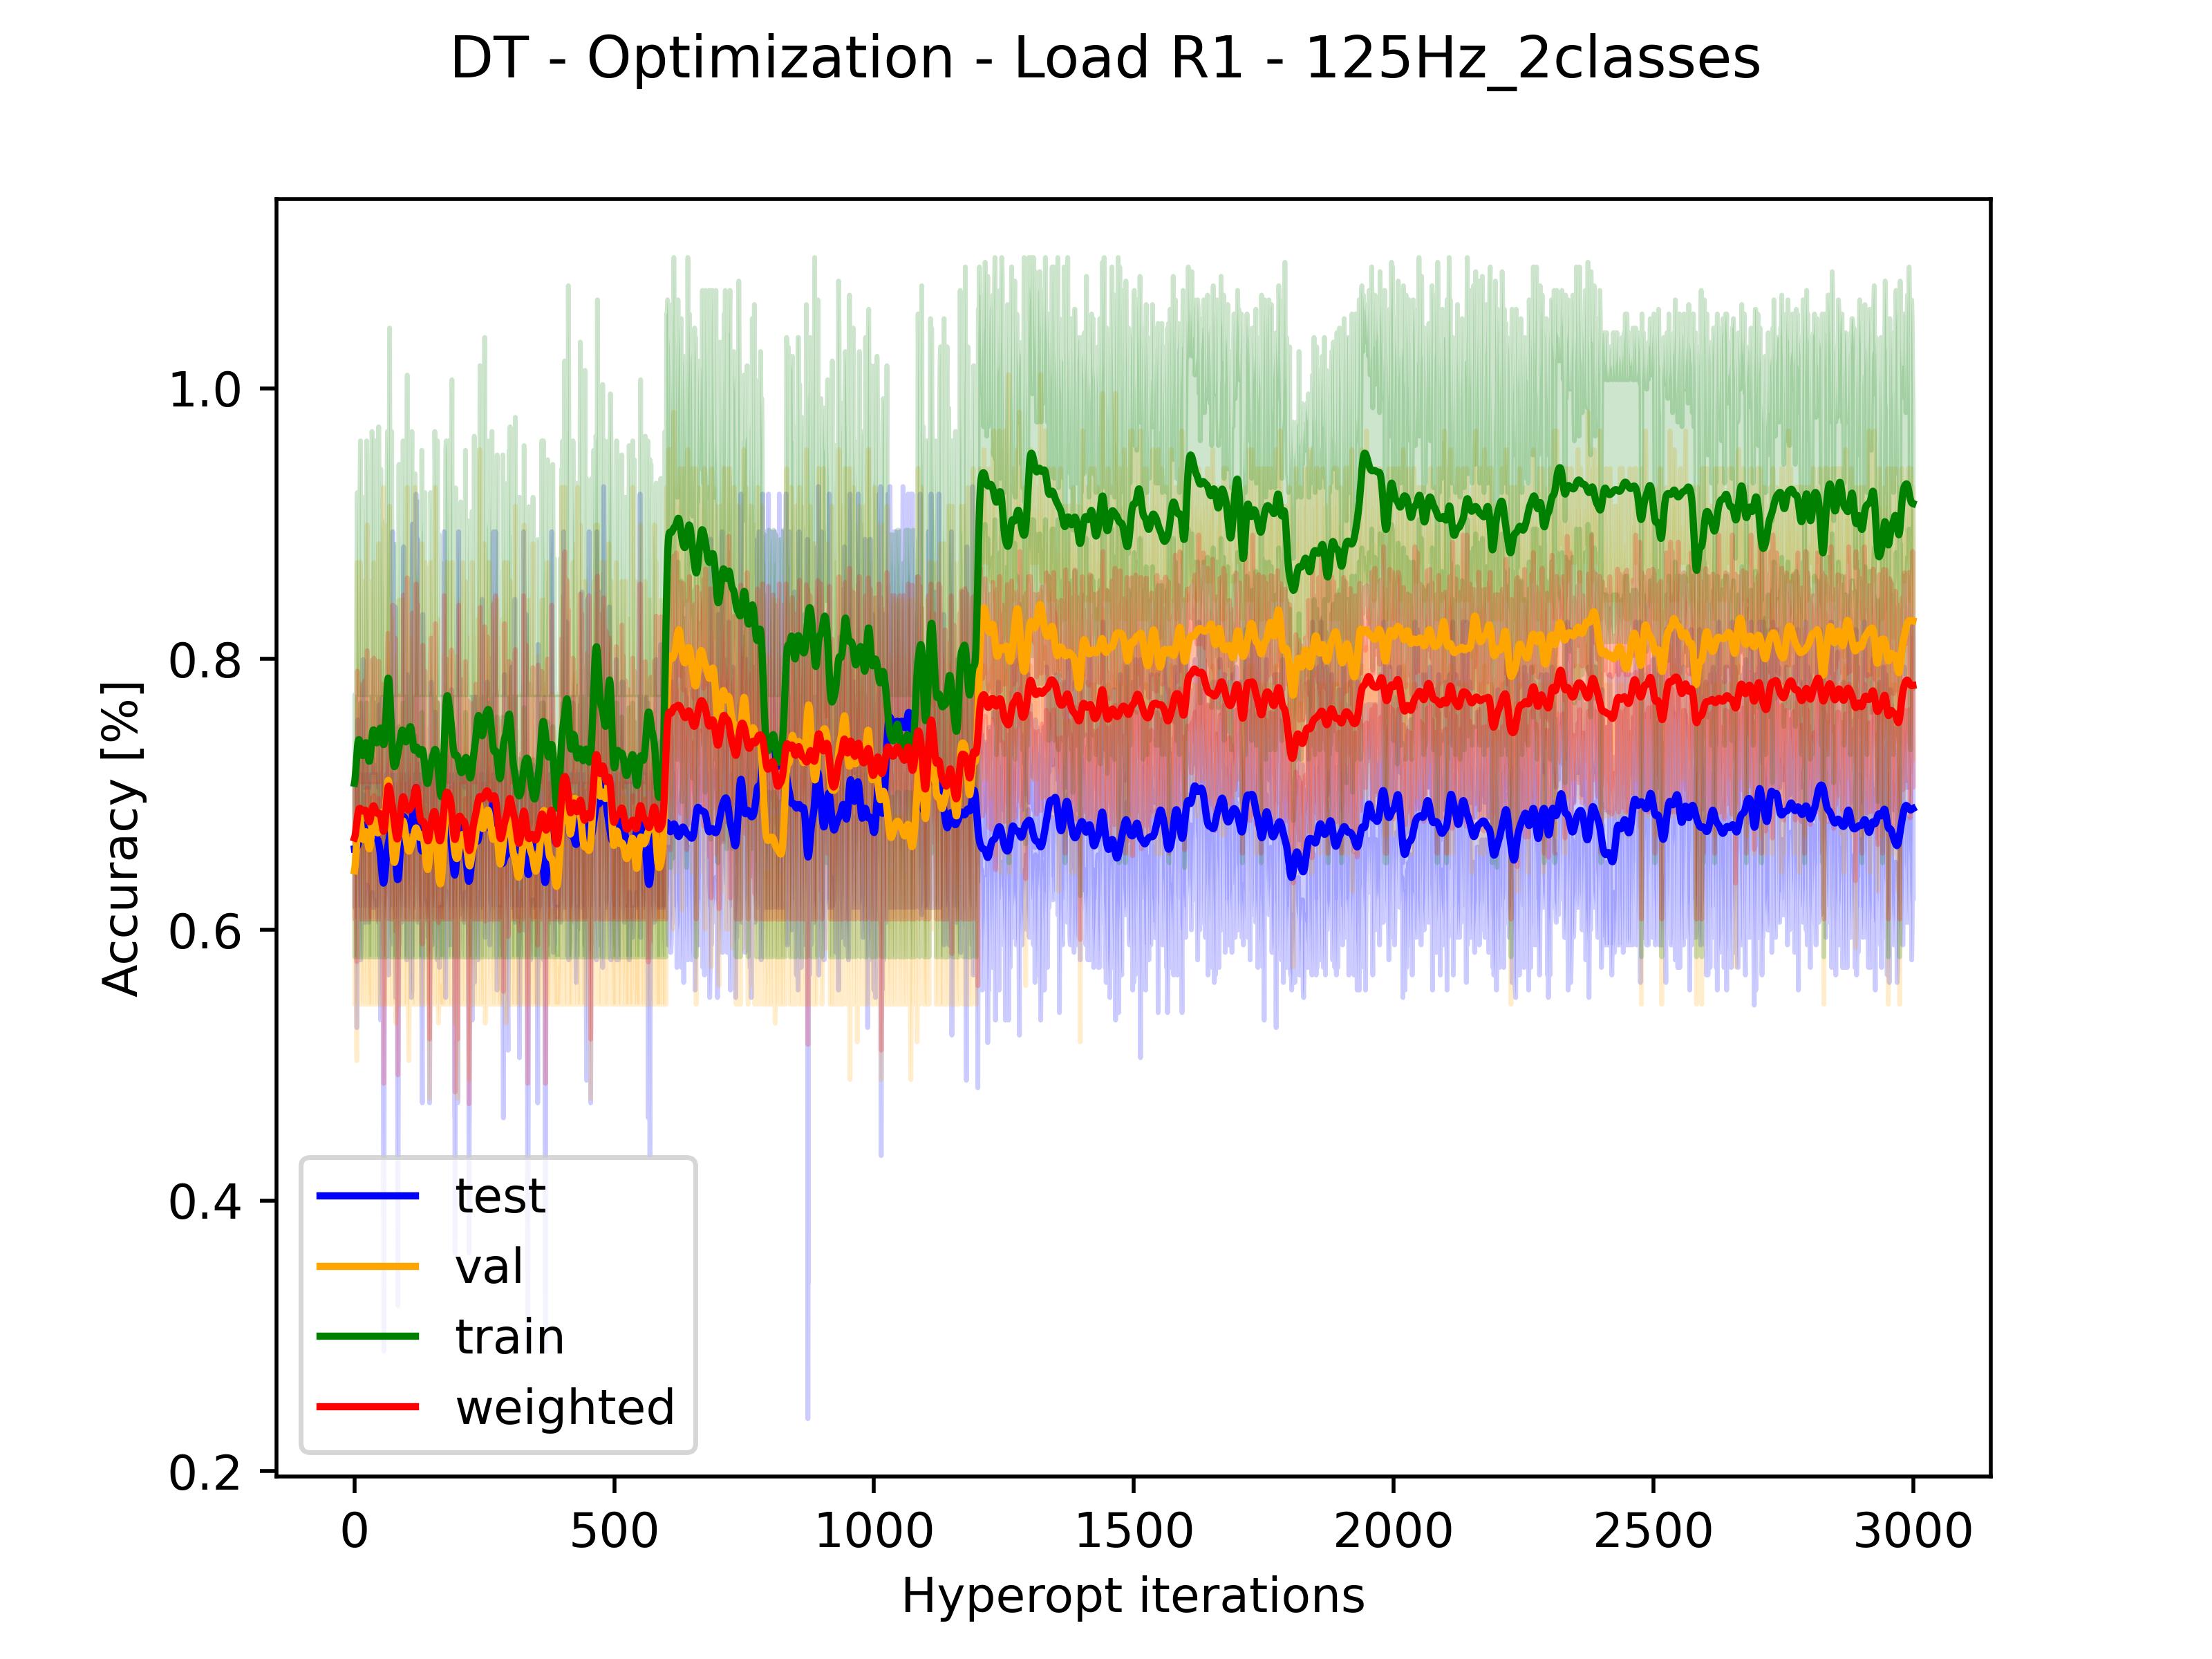 DT - Optimization - Load R1 - 125Hz_2classes
1.0
0.8
0.6
0.4
0.2
Accuracy [%]
test
val
train
weighted
0 500 1000 1500 2000 2500 3000
Hyperopt iterations